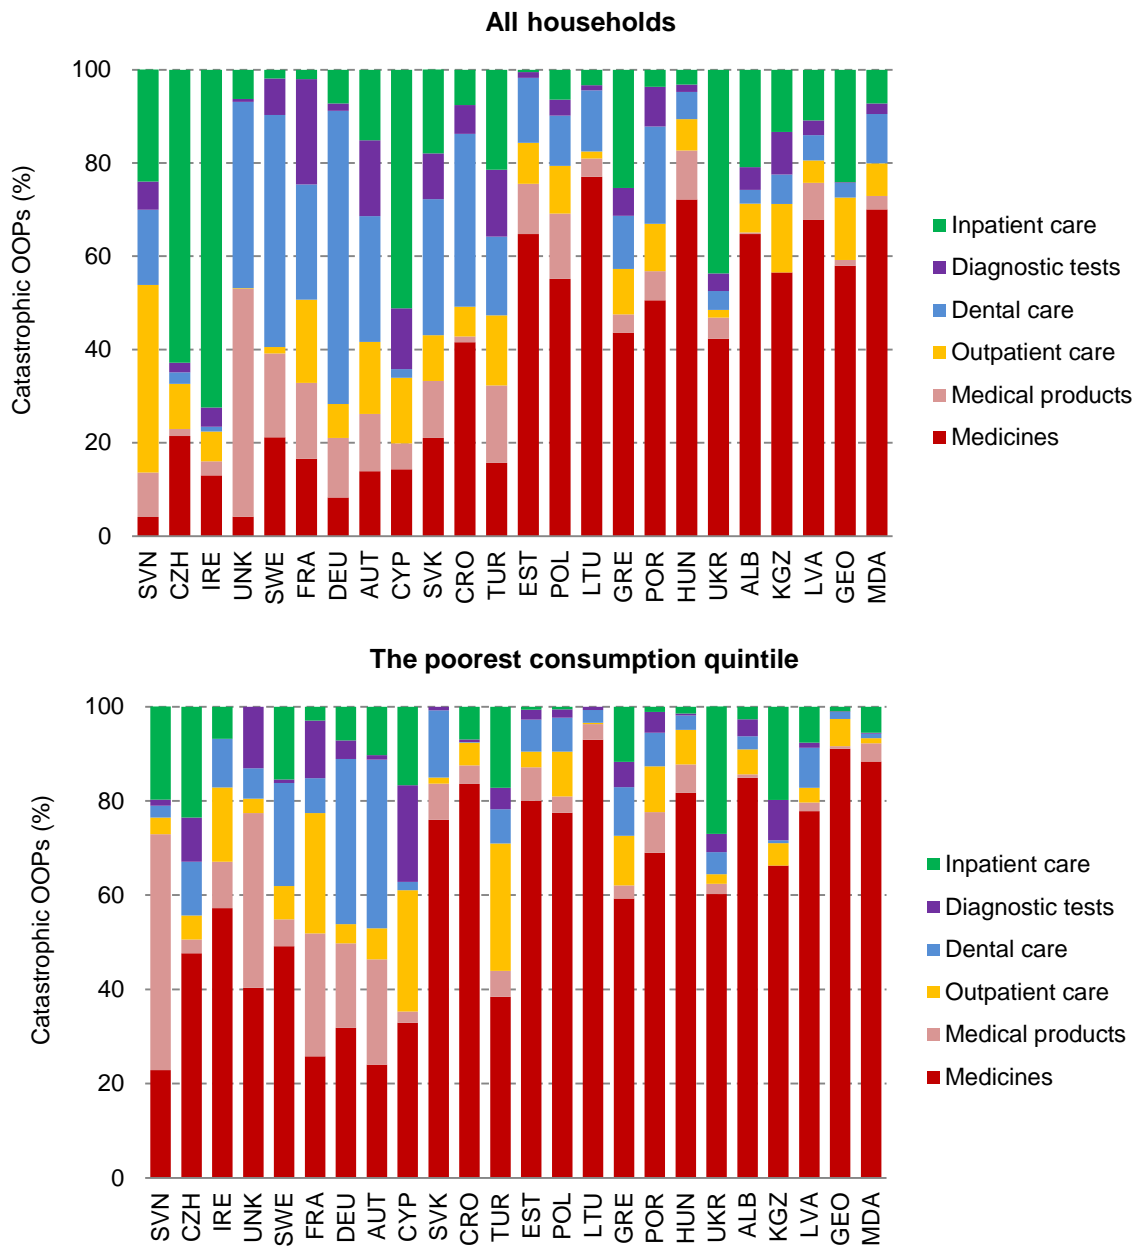 All households
Catastrophic OOPs (%)
100
80
60
40
20
0
SVN CZH IRE UNK SWE FRA DEU AUT CYP SVK CRO TUR EST POL LTU GRE POR HUN UKR ALB KGZ LVA GEO MDA
Inpatient care
Diagnostic tests
Dental care
Outpatient care
Medical products
Medicines
The poorest consumption quintile
Catastrophic OOPs (%)
100
80
60
40
20
0
SVN CZH IRE UNK SWE FRA DEU AUT CYP SVK CRO TUR EST POL LTU GRE POR HUN UKR ALB KGZ LVA GEO MDA
Inpatient care
Diagnostic tests
Dental care
Outpatient care
Medical products
Medicines